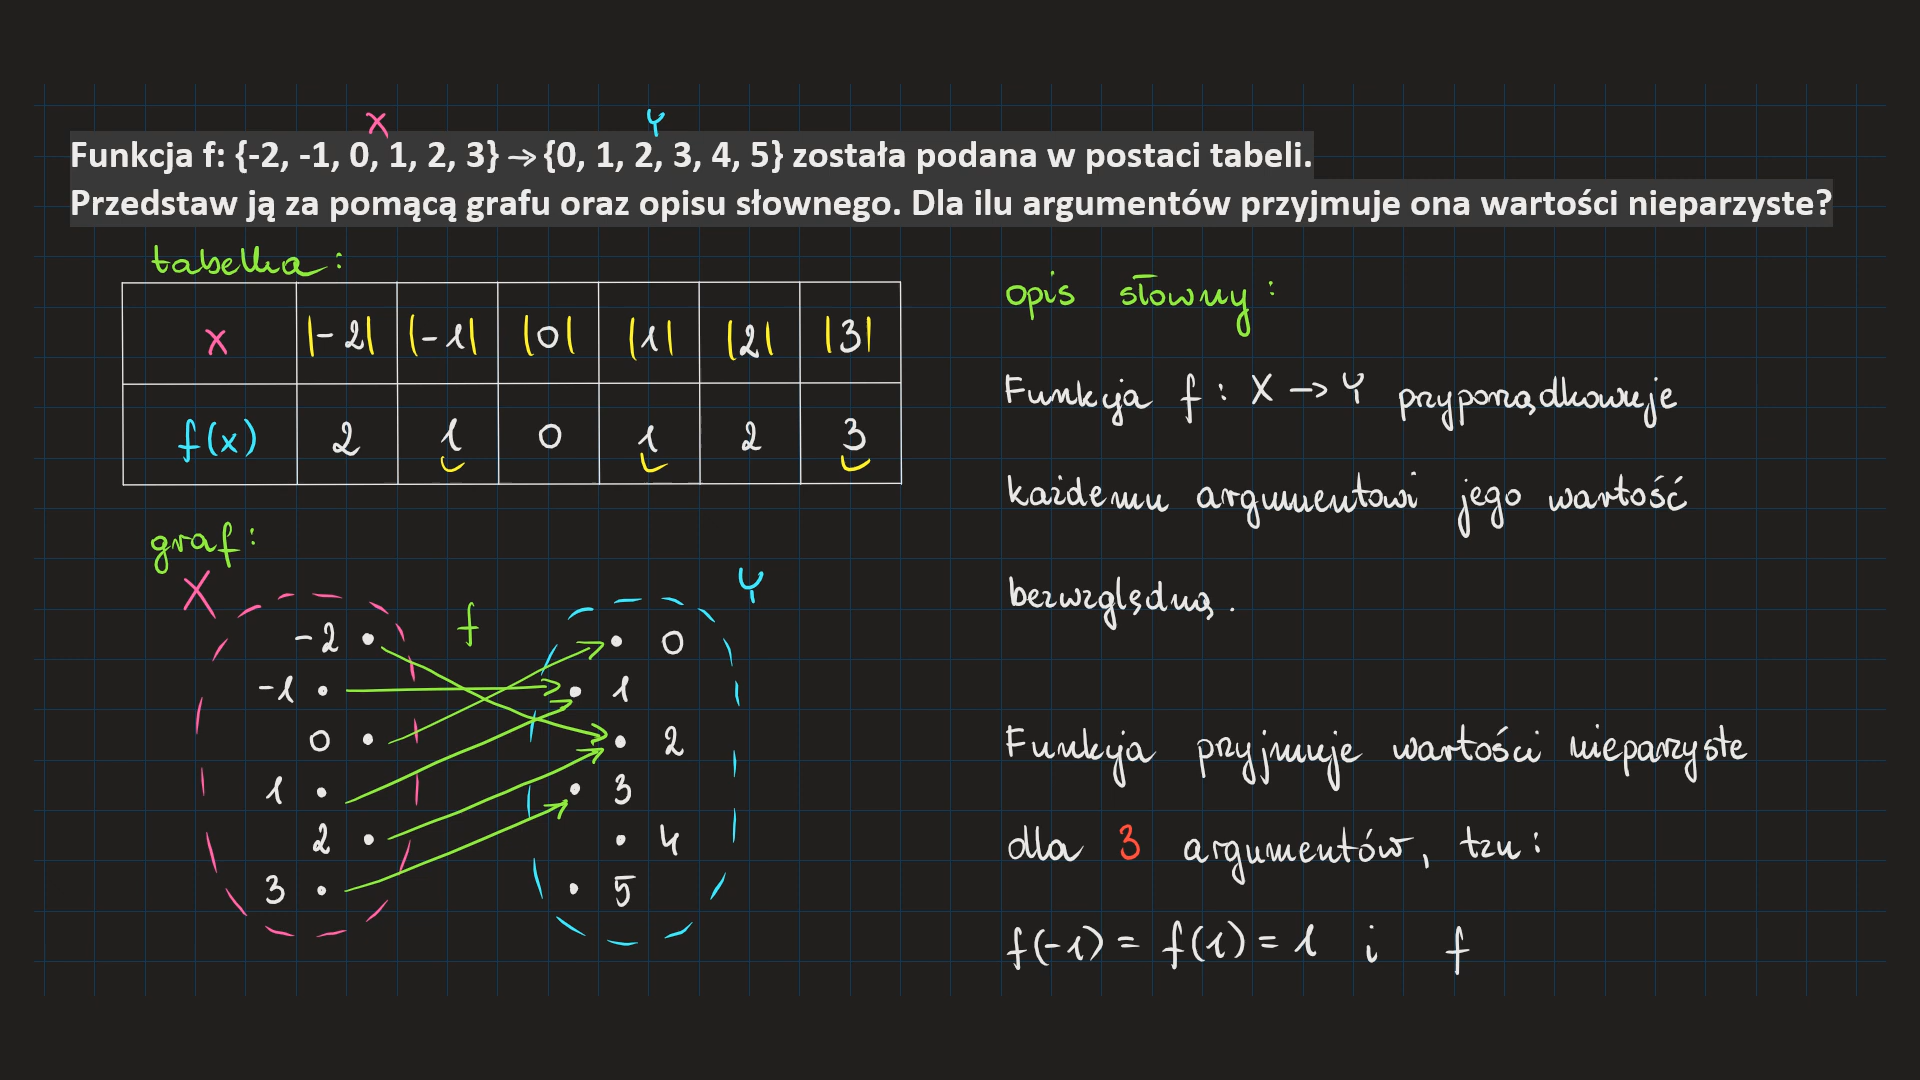 X Y
Funkcja f: {-2, -1, 0, 1, 2, 3} → {0, 1, 2, 3, 4, 5} została podana w postaci tabeli.
Przedstaw ją za pomącą grafu oraz opisu słownego. Dla ilu argumentów przyjmuje ona wartości nieparzyste?
tabelka:
x |-2| |-1| |0| |1| |2| |3|
f(x) 2 1 0 1 2 3
graf:
X f Y
-2 • • 0
-1 • • 1
0 • • 2
1 • • 3
2 • • 4
3 • • 5
opis słowny:
Funkcja f: X → Y przyporządkowuje
każdemu argumentowi jego wartość
bezwzględną.
Funkcja przyjmuje wartości nieparzyste
dla 3 argumentów, tzn:
f(-1) = f(1) = 1 i f